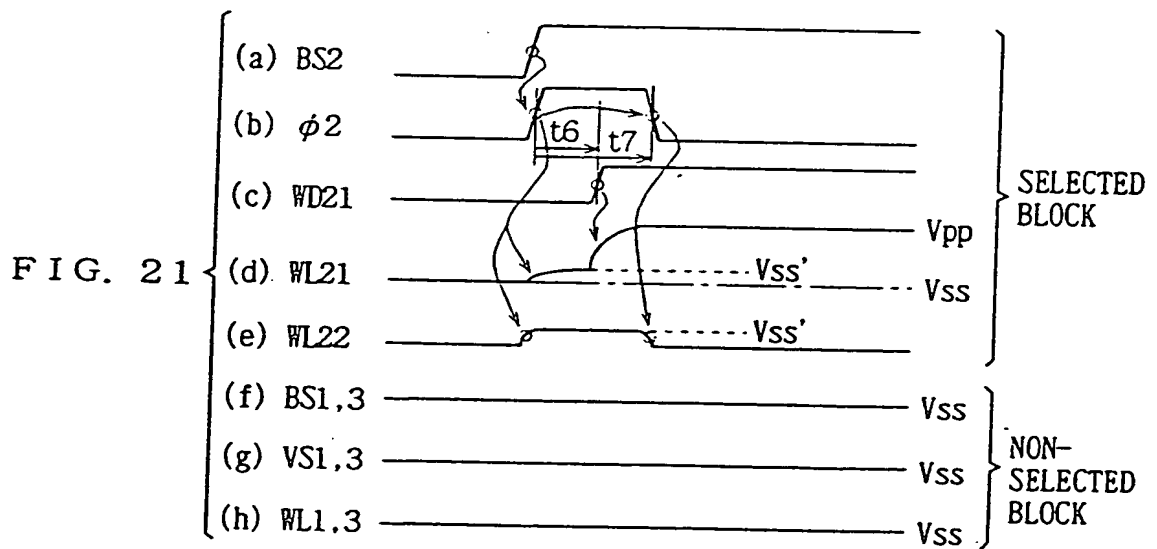 (a) BS2
(b) φ2
t6
t7
(c) WD21
SELECTED
BLOCK
Vpp
FIG. 21
(d) WL21
Vss'
Vss
(e) WL22
Vss'
(f) BS1,3
Vss
(g) VS1,3
Vss
NON-
SELECTED
BLOCK
(h) WL1,3
Vss